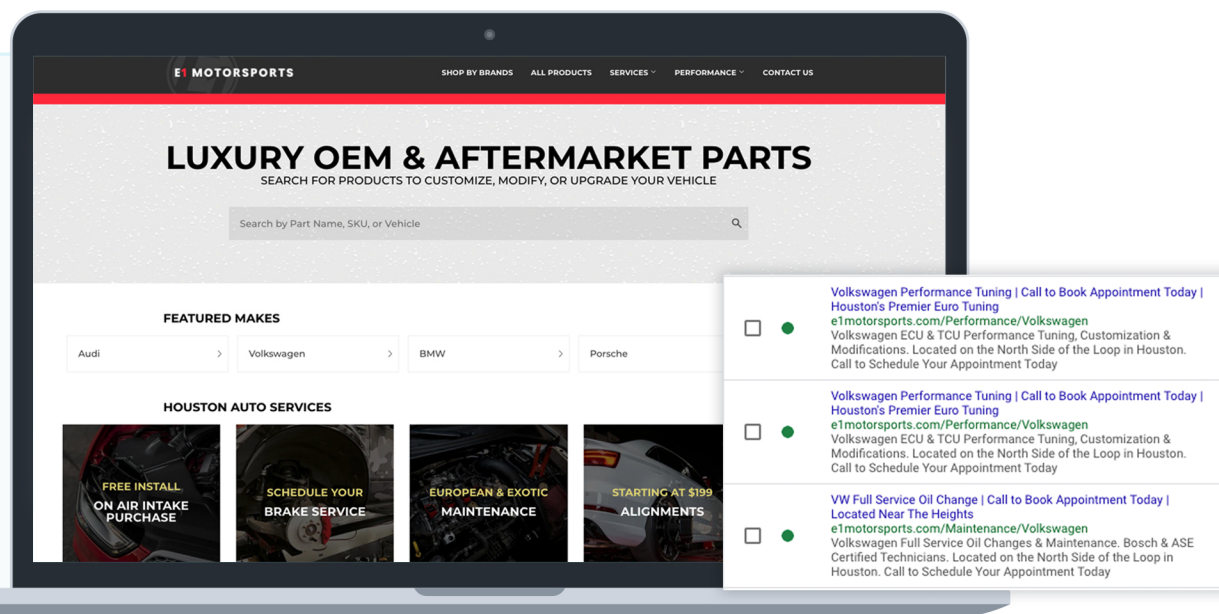 E1 MOTORSPORTS
SHOP BY BRANDS
ALL PRODUCTS
SERVICES
PERFORMANCE
CONTACT US
LUXURY OEM & AFTERMARKET PARTS
SEARCH FOR PRODUCTS TO CUSTOMIZE, MODIFY, OR UPGRADE YOUR VEHICLE
Search by Part Name, SKU, or Vehicle
FEATURED MAKES
Audi
Volkswagen
BMW
Porsche
HOUSTON AUTO SERVICES
FREE INSTALL
ON AIR INTAKE
PURCHASE
SCHEDULE YOUR
BRAKE SERVICE
EUROPEAN & EXOTIC
MAINTENANCE
STARTING AT $199
ALIGNMENTS
Volkswagen Performance Tuning | Call to Book Appointment Today |
Houston's Premier Euro Tuning
e1motorsports.com/Performance/Volkswagen
Volkswagen ECU & TCU Performance Tuning, Customization &
Modifications. Located on the North Side of the Loop in Houston.
Call to Schedule Your Appointment Today
Volkswagen Performance Tuning | Call to Book Appointment Today |
Houston's Premier Euro Tuning
e1motorsports.com/Performance/Volkswagen
Volkswagen ECU & TCU Performance Tuning, Customization &
Modifications. Located on the North Side of the Loop in Houston.
Call to Schedule Your Appointment Today
VW Full Service Oil Change | Call to Book Appointment Today |
Located Near The Heights
e1motorsports.com/Maintenance/Volkswagen
Volkswagen Full Service Oil Changes & Maintenance. Bosch & ASE
Certified Technicians. Located on the North Side of the Loop in
Houston. Call to Schedule Your Appointment Today